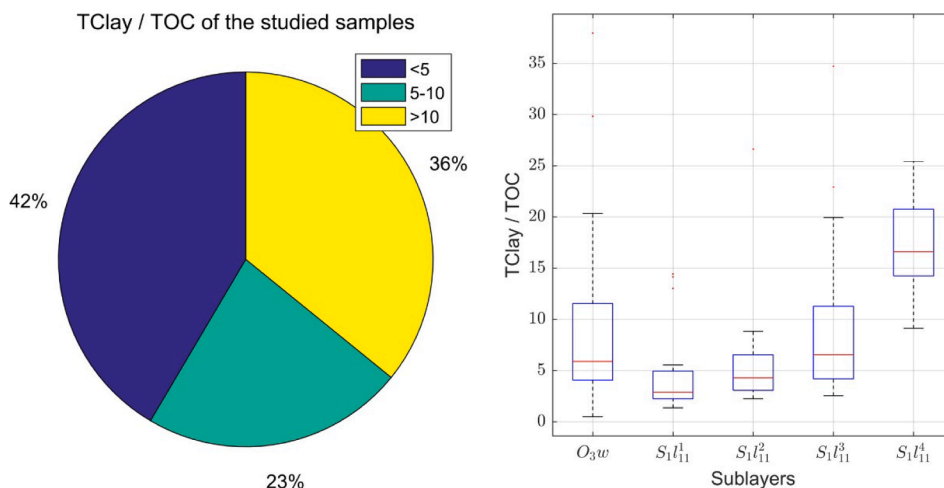 TClay / TOC of the studied samples
<5
5-10
>10
36%
42%
23%
TClay / TOC
35
30
25
20
15
10
5
0
O₃w
S₁l₁₁¹
S₁l₁₁²
S₁l₁₁³
S₁l₁₁⁴
Sublayers